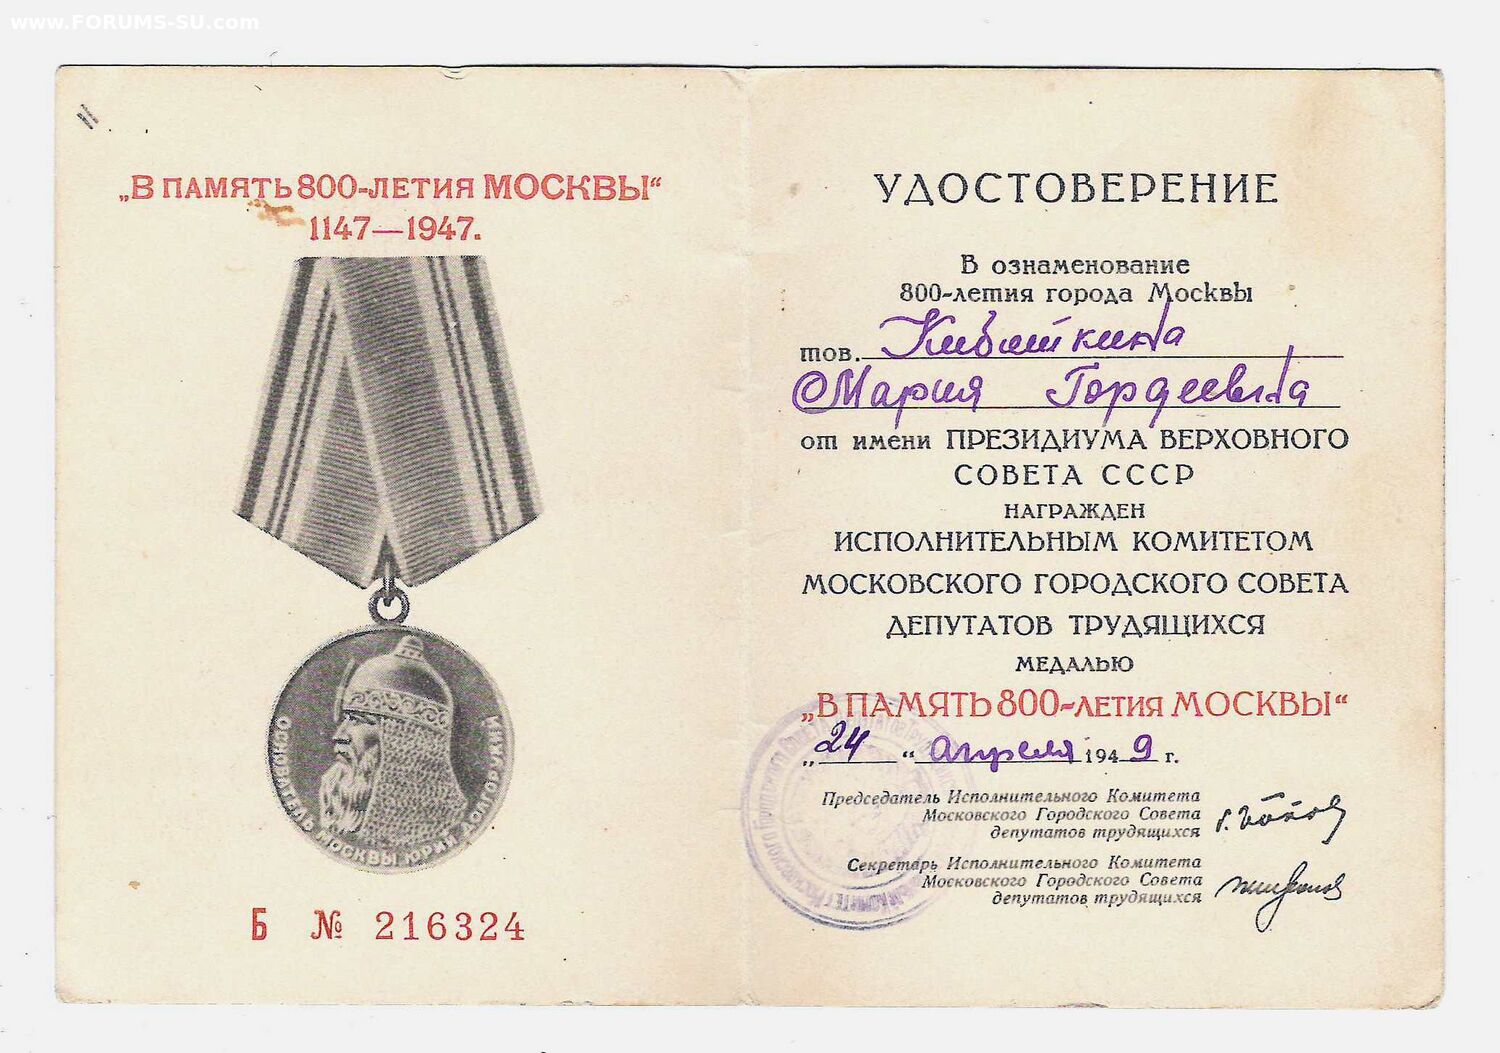 www.FORUMS-SU.com
„В ПАМЯТЬ 800-ЛЕТИЯ МОСКВЫ“
1147—1947.
ОСНОВАТЕЛЬ МОСКВЫ ЮРИЙ ДОЛГОРУКИЙ
Б № 216324
УДОСТОВЕРЕНИЕ
В ознаменование
800-летия города Москвы
тов. Кивиткина
Мария Гордеевна
от имени ПРЕЗИДИУМА ВЕРХОВНОГО
СОВЕТА СССР
НАГРАЖДЕН
ИСПОЛНИТЕЛЬНЫМ КОМИТЕТОМ
МОСКОВСКОГО ГОРОДСКОГО СОВЕТА
ДЕПУТАТОВ ТРУДЯЩИХСЯ
МЕДАЛЬЮ
„В ПАМЯТЬ 800-ЛЕТИЯ МОСКВЫ“
„24“ апреля 1949 г.
Председатель Исполнительного Комитета
Московского Городского Совета
депутатов трудящихся
Секретарь Исполнительного Комитета
Московского Городского Совета
депутатов трудящихся